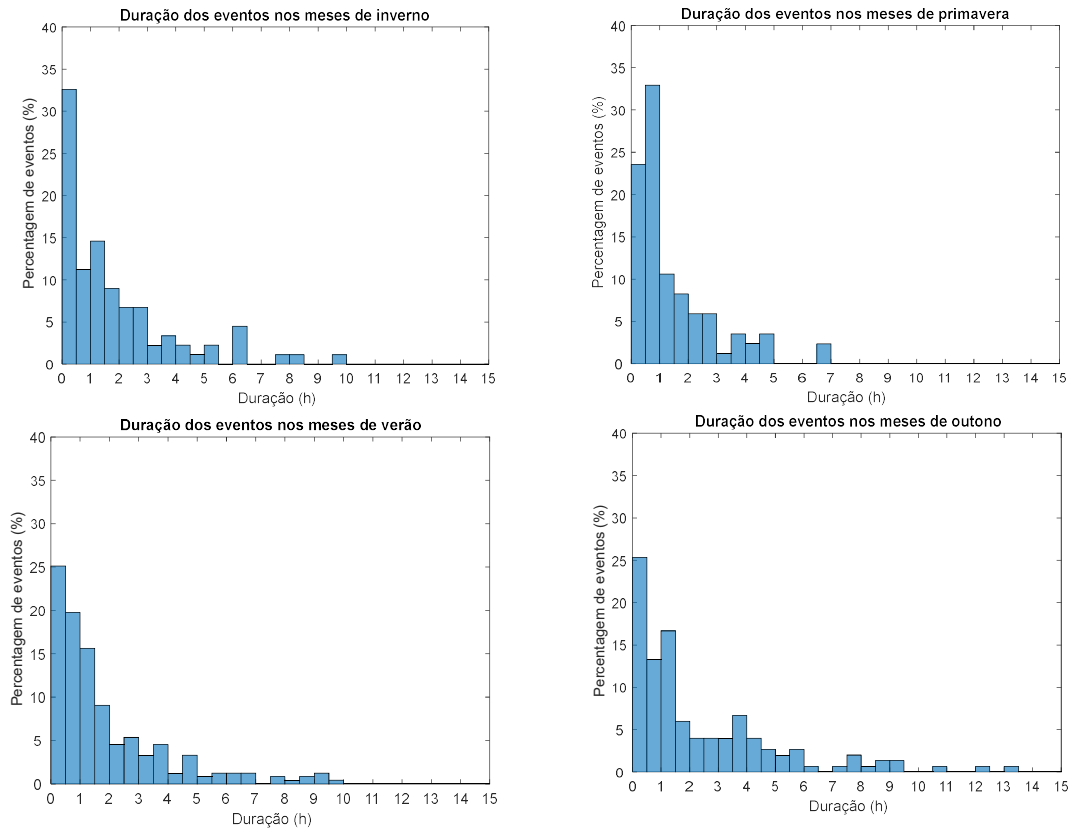 Duração dos eventos nos meses de inverno
Percentagem de eventos (%)
40
35
30
25
20
15
10
5
0
0 1 2 3 4 5 6 7 8 9 10 11 12 13 14 15
Duração (h)
Duração dos eventos nos meses de primavera
Percentagem de eventos (%)
40
35
30
25
20
15
10
5
0
0 1 2 3 4 5 6 7 8 9 10 11 12 13 14 15
Duração (h)
Duração dos eventos nos meses de verão
Percentagem de eventos (%)
40
35
30
25
20
15
10
5
0
0 1 2 3 4 5 6 7 8 9 10 11 12 13 14 15
Duração (h)
Duração dos eventos nos meses de outono
Percentagem de eventos (%)
40
35
30
25
20
15
10
5
0
0 1 2 3 4 5 6 7 8 9 10 11 12 13 14 15
Duração (h)